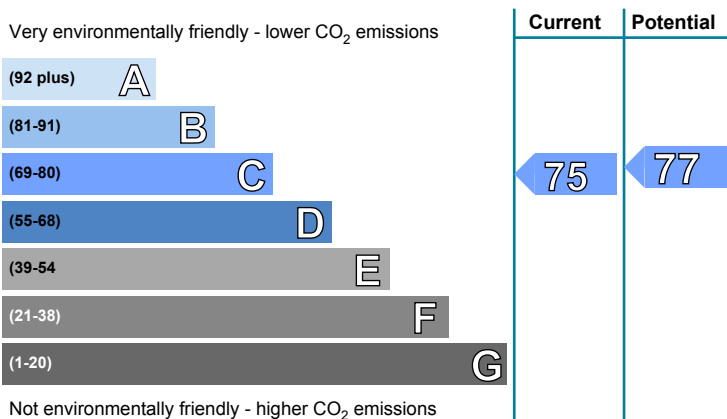 Current Potential
Very environmentally friendly - lower CO2 emissions
(92 plus) A
(81-91) B
(69-80) C 75 77
(55-68) D
(39-54 E
(21-38) F
(1-20) G
Not environmentally friendly - higher CO2 emissions